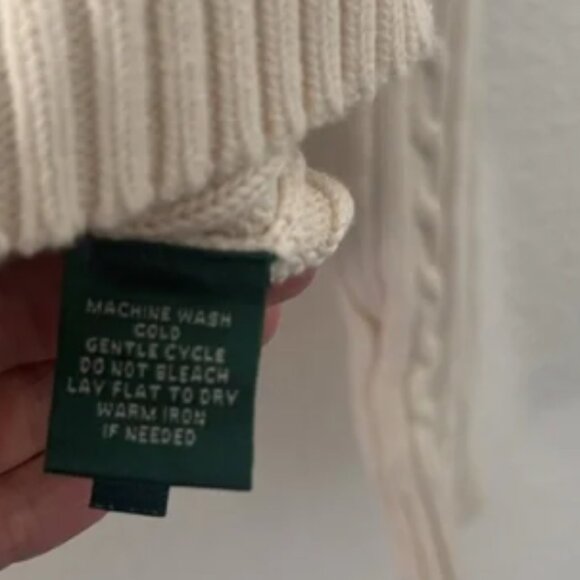 MACHINE WASH
COLD
GENTLE CYCLE
DO NOT BLEACH
LAY FLAT TO DRY
WARM IRON
IF NEEDED